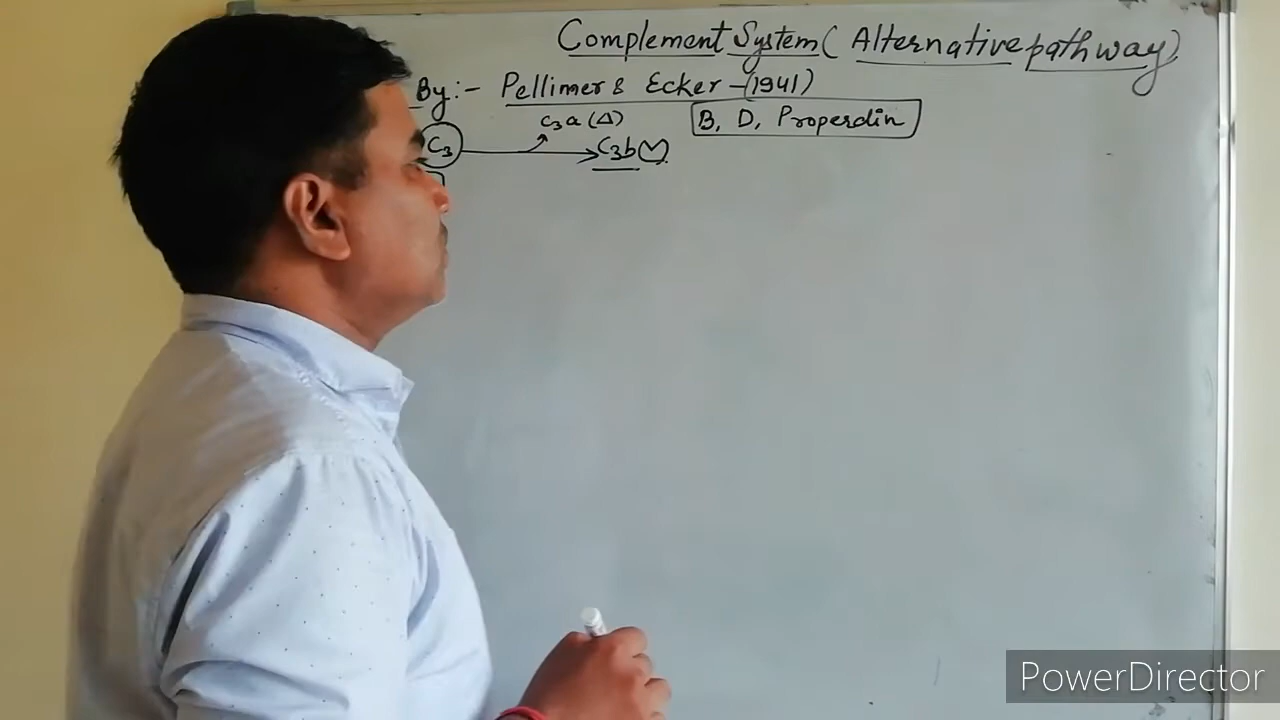 Complement System (Alternative pathway)
By:- Pellimer & Ecker -(1941)
C3a (Δ)
B, D, Properdin
C3
C3b
PowerDirector